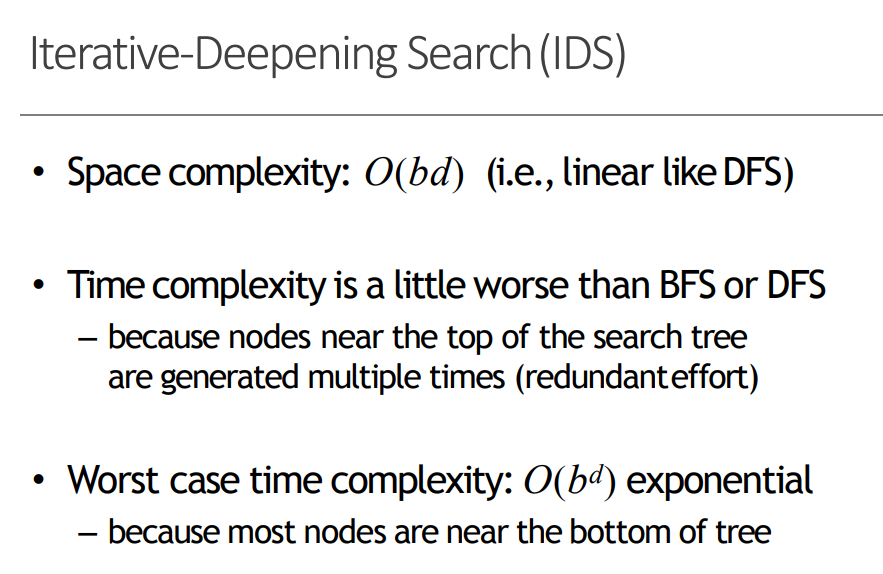 Iterative-Deepening Search (IDS)
• Space complexity: O(bd) (i.e., linear like DFS)
• Time complexity is a little worse than BFS or DFS
– because nodes near the top of the search tree
are generated multiple times (redundant effort)
• Worst case time complexity: O(bᵈ) exponential
– because most nodes are near the bottom of tree